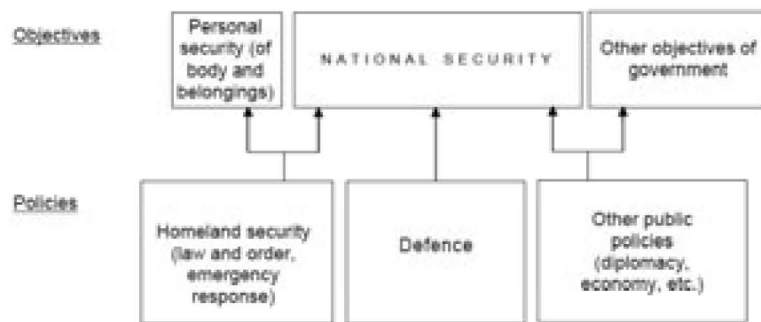 Objectives
Personal
security (of
body and
belongings)
NATIONAL SECURITY
Other objectives of
government
Policies
Homeland security
(law and order,
emergency
response)
Defence
Other public
policies
(diplomacy,
economy, etc.)